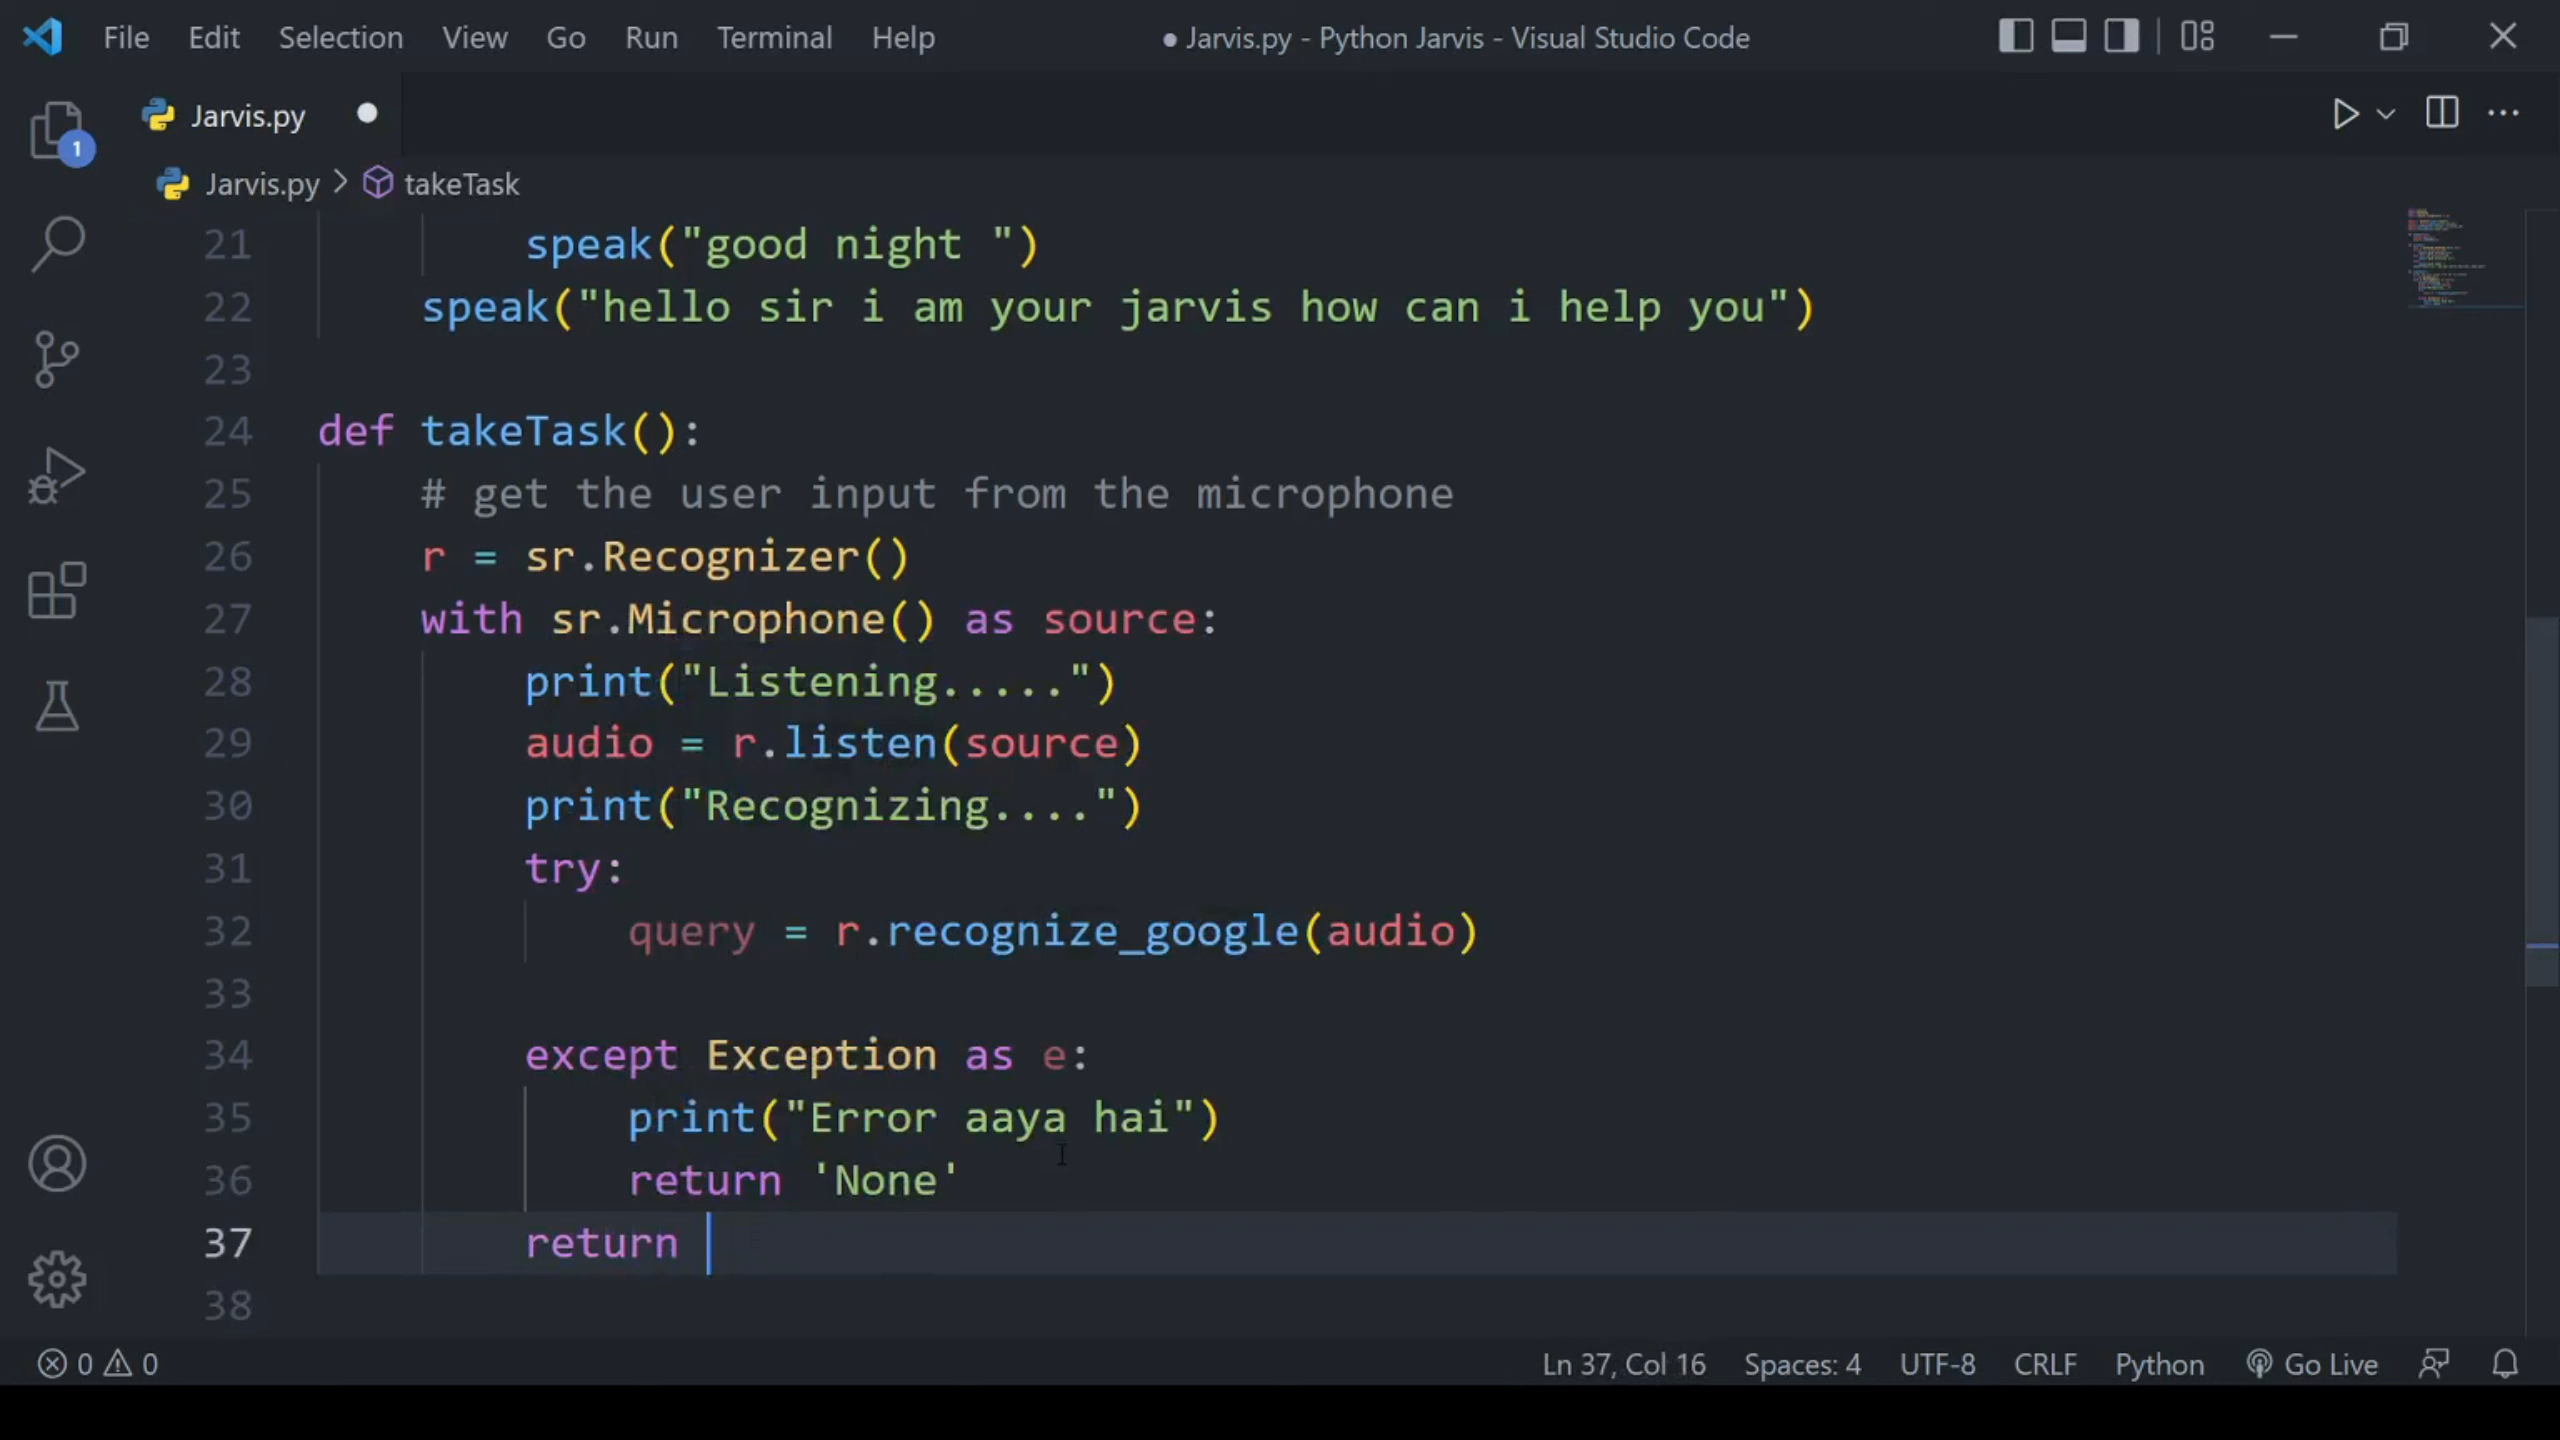 File Edit Selection View Go Run Terminal Help ● Jarvis.py - Python Jarvis - Visual Studio Code
Jarvis.py
1
Jarvis.py > takeTask
21 speak("good night ")
22 speak("hello sir i am your jarvis how can i help you")
23
24 def takeTask():
25 # get the user input from the microphone
26 r = sr.Recognizer()
27 with sr.Microphone() as source:
28 print("Listening.....")
29 audio = r.listen(source)
30 print("Recognizing....")
31 try:
32 query = r.recognize_google(audio)
33
34 except Exception as e:
35 print("Error aaya hai")
36 return 'None'
37 return
38
0 0 Ln 37, Col 16 Spaces: 4 UTF-8 CRLF Python Go Live